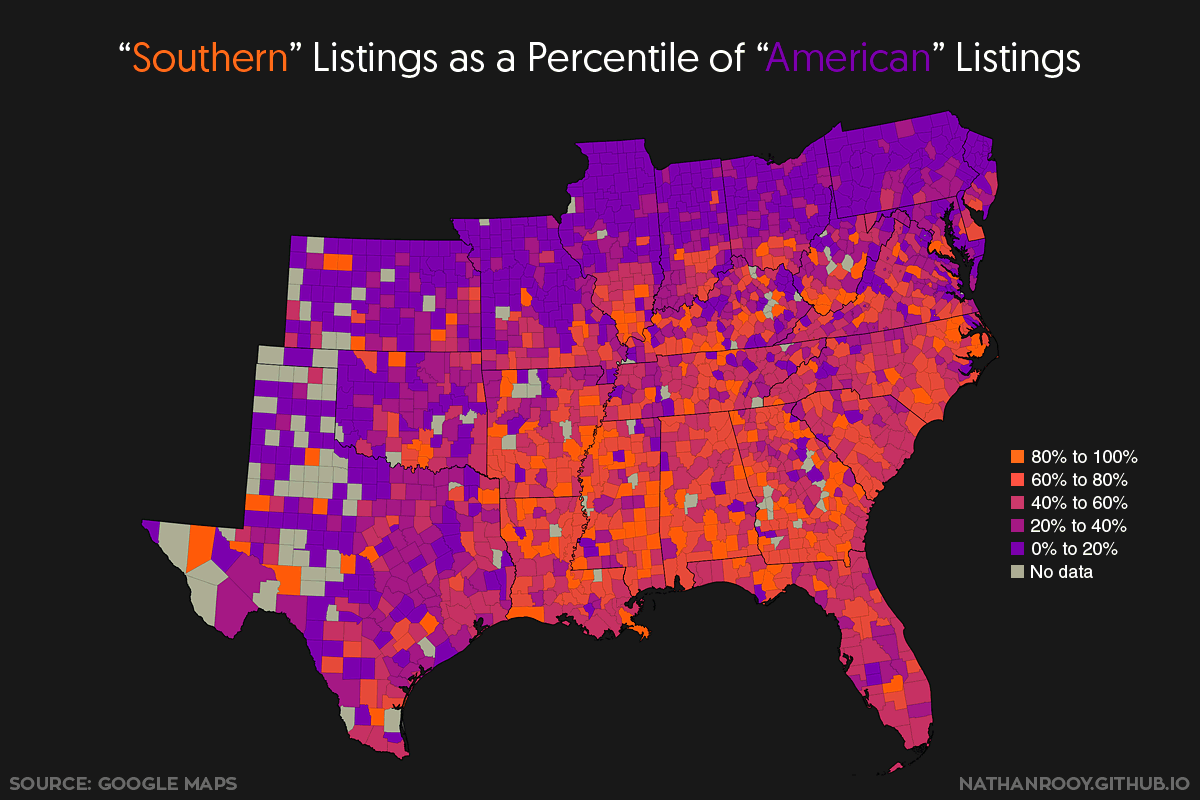 “Southern” Listings as a Percentile of “American” Listings
80% to 100%
60% to 80%
40% to 60%
20% to 40%
0% to 20%
No data
SOURCE: GOOGLE MAPS
NATHANROOY.GITHUB.IO